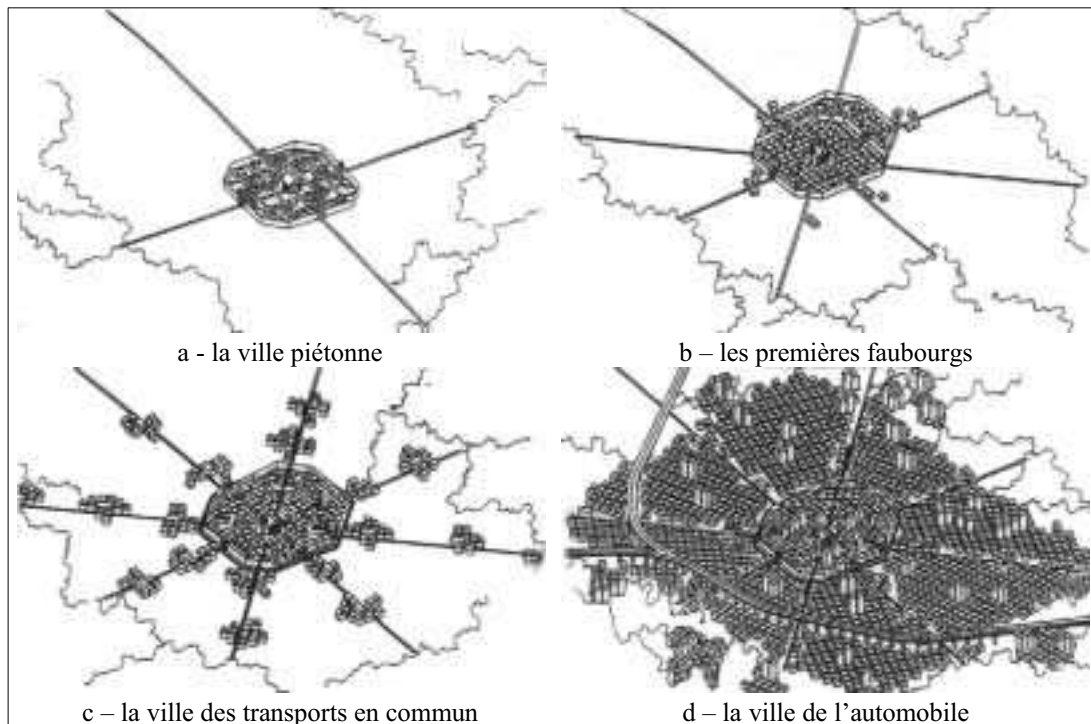 a - la ville piétonne
b – les premières faubourgs
c – la ville des transports en commun
d – la ville de l’automobile